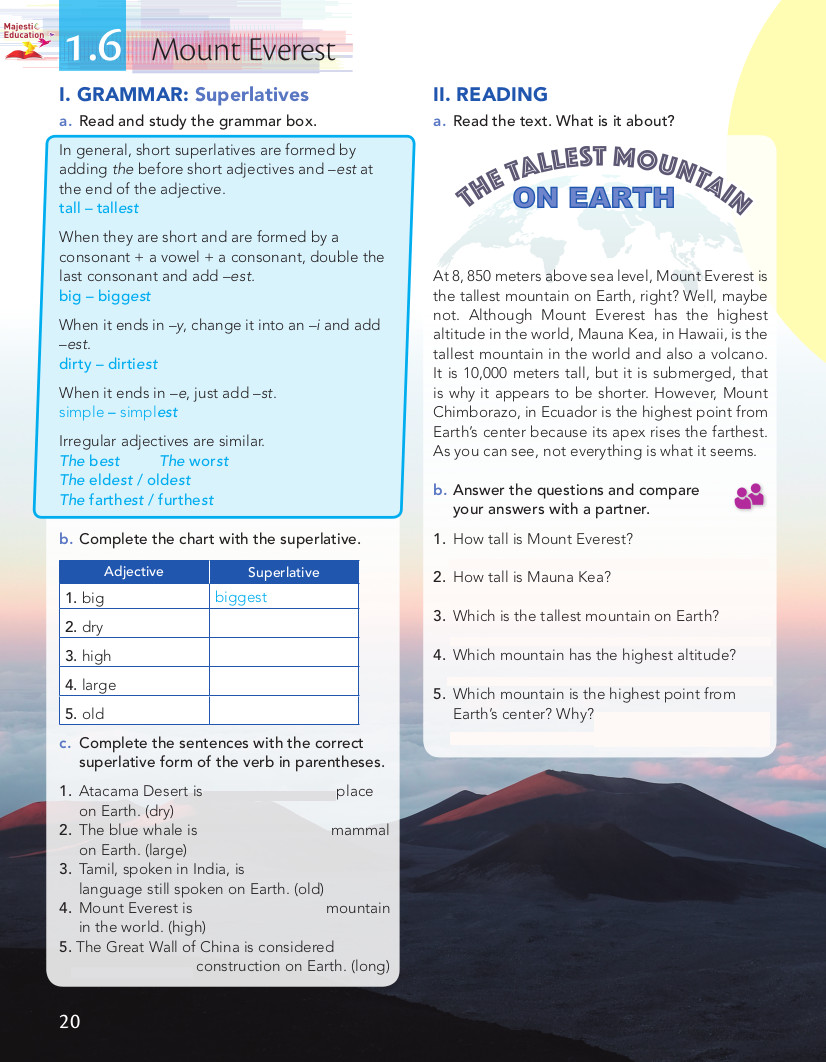 Majestic
Education
1.6
Mount Everest
I. GRAMMAR: Superlatives
a. Read and study the grammar box.
In general, short superlatives are formed by
adding the before short adjectives and –est at
the end of the adjective.
tall – tallest
When they are short and are formed by a
consonant + a vowel + a consonant, double the
last consonant and add –est.
big – biggest
When it ends in –y, change it into an –i and add
–est.
dirty – dirtiest
When it ends in –e, just add –st.
simple – simplest
Irregular adjectives are similar.
The best The worst
The eldest / oldest
The farthest / furthest
b. Complete the chart with the superlative.
Adjective Superlative
1. big biggest
2. dry
3. high
4. large
5. old
c. Complete the sentences with the correct
superlative form of the verb in parentheses.
1. Atacama Desert is place
on Earth. (dry)
2. The blue whale is mammal
on Earth. (large)
3. Tamil, spoken in India, is
language still spoken on Earth. (old)
4. Mount Everest is mountain
in the world. (high)
5. The Great Wall of China is considered
construction on Earth. (long)
II. READING
a. Read the text. What is it about?
THE TALLEST MOUNTAIN
ON EARTH
At 8, 850 meters above sea level, Mount Everest is
the tallest mountain on Earth, right? Well, maybe
not. Although Mount Everest has the highest
altitude in the world, Mauna Kea, in Hawaii, is the
tallest mountain in the world and also a volcano.
It is 10,000 meters tall, but it is submerged, that
is why it appears to be shorter. However, Mount
Chimborazo, in Ecuador is the highest point from
Earth's center because its apex rises the farthest.
As you can see, not everything is what it seems.
b. Answer the questions and compare
your answers with a partner.
1. How tall is Mount Everest?
2. How tall is Mauna Kea?
3. Which is the tallest mountain on Earth?
4. Which mountain has the highest altitude?
5. Which mountain is the highest point from
Earth's center? Why?
20